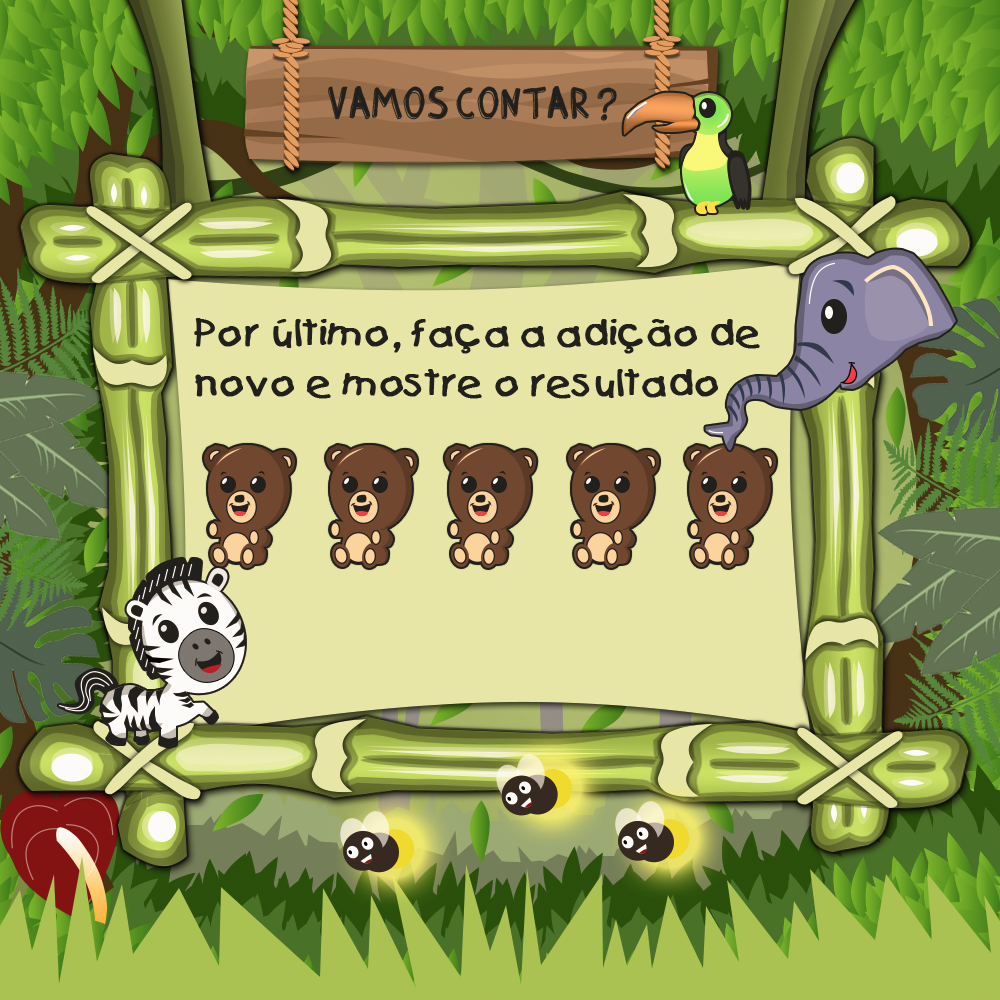 VAMOS CONTAR?
Por último, faça a adição de
novo e mostre o resultado